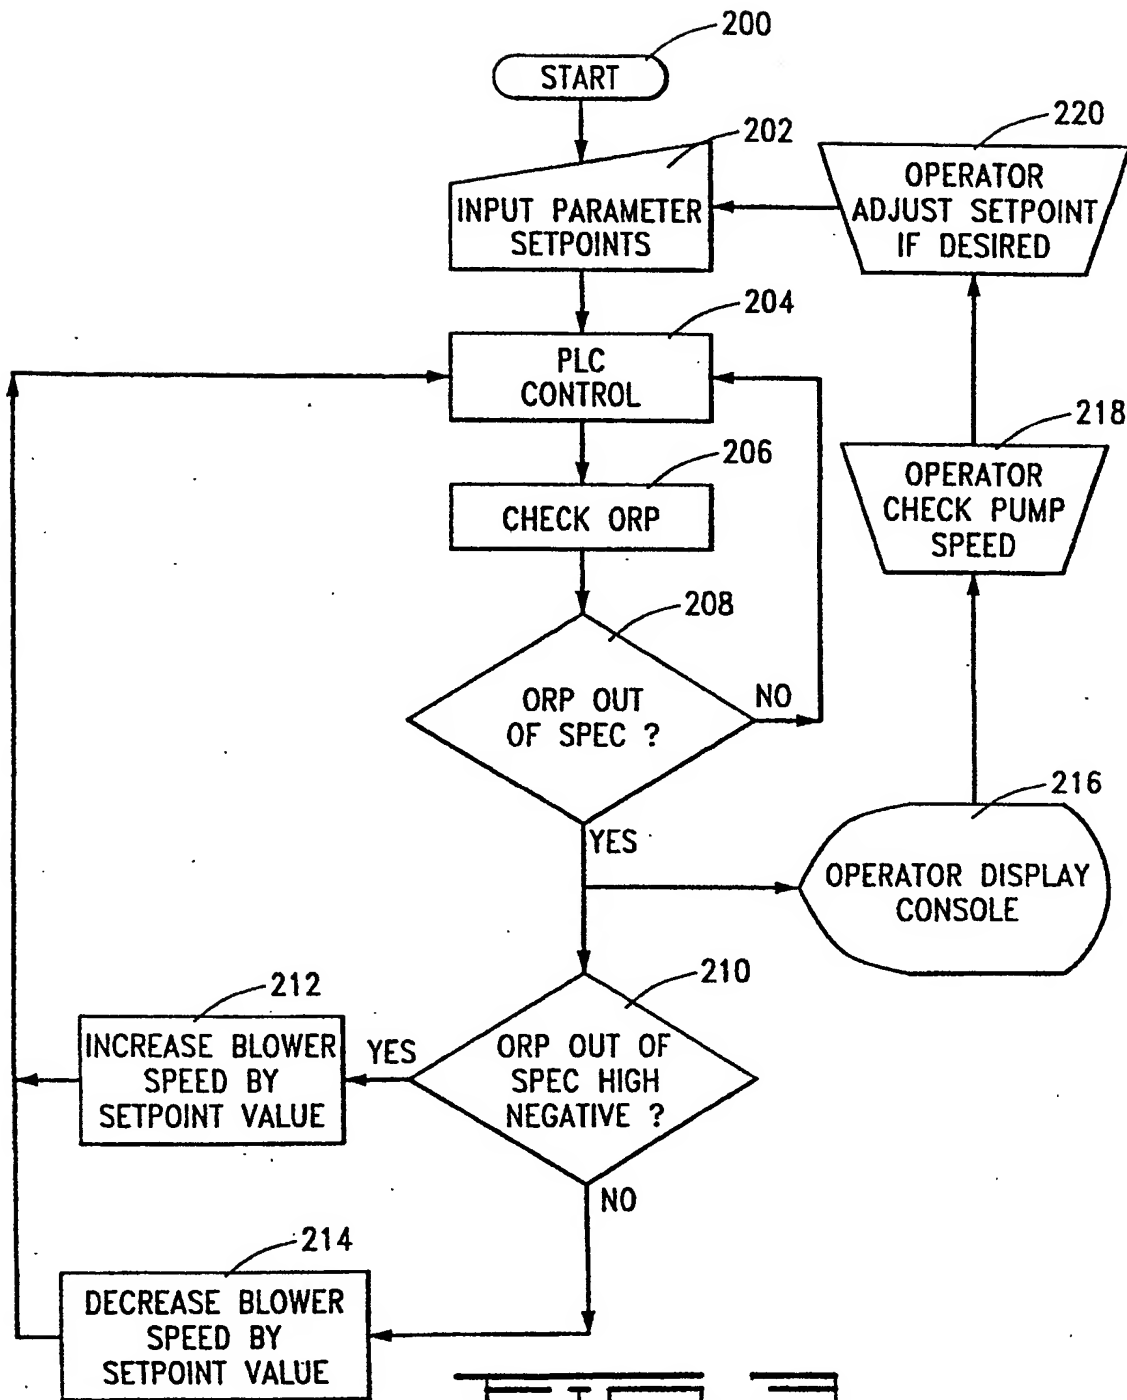 200
START
202
INPUT PARAMETER
SETPOINTS
220
OPERATOR
ADJUST SETPOINT
IF DESIRED
204
PLC
CONTROL
218
OPERATOR
CHECK PUMP
SPEED
206
CHECK ORP
208
ORP OUT
OF SPEC ?
NO
YES
216
OPERATOR DISPLAY
CONSOLE
210
ORP OUT OF
SPEC HIGH
NEGATIVE ?
YES
NO
212
INCREASE BLOWER
SPEED BY
SETPOINT VALUE
214
DECREASE BLOWER
SPEED BY
SETPOINT VALUE